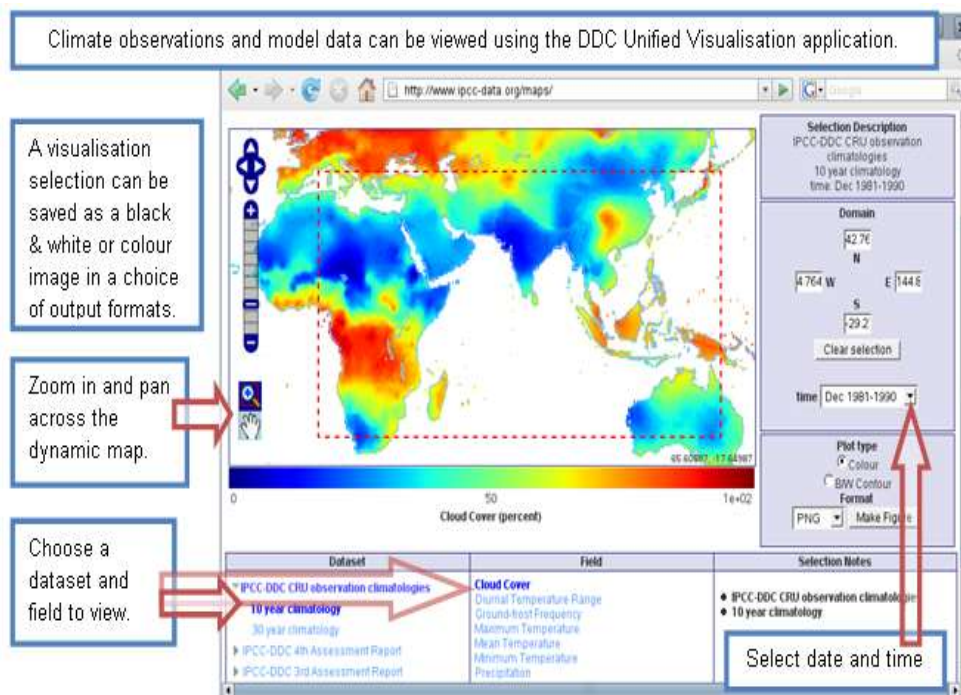 Climate observations and model data can be viewed using the DDC Unified Visualisation application.
http://www.ipcc-data.org/maps/
Google
A visualisation
selection can be
saved as a black
& white or colour
image in a choice
of output formats.
Zoom in and pan
across the
dynamic map.
Choose a
dataset and
field to view.
Selection Description
IPCC-DDC CRU observation
climatologies
10 year climatology
time: Dec 1981-1990
Domain
42.76
N
4.764 W E 144.8
S
-29.2
Clear selection
time Dec 1981-1990
Plot type
Colour
B/W Contour
Format
PNG Make Figure
0 50 1e+02
Cloud Cover (percent)
Dataset
IPCC-DDC CRU observation climatologies
10 year climatology
30 year climatology
IPCC-DDC 4th Assessment Report
IPCC-DDC 3rd Assessment Report
Field
Cloud Cover
Diurnal Temperature Range
Ground-frost Frequency
Maximum Temperature
Mean Temperature
Minimum Temperature
Precipitation
Selection Notes
IPCC-DDC CRU observation climatologies
10 year climatology
Select date and time